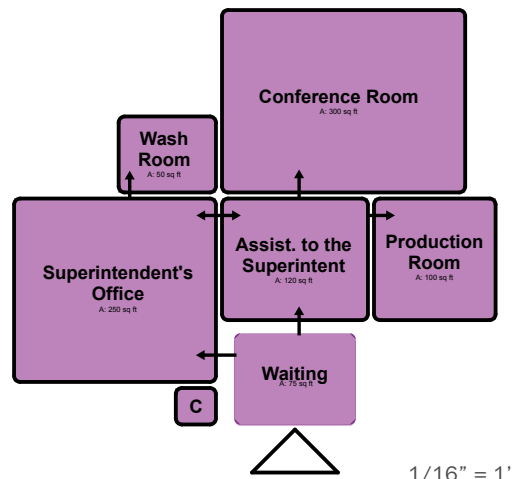 Conference Room
A: 300 sq ft
Wash
Room
A: 50 sq ft
Assist. to the
Superintent
A: 120 sq ft
Production
Room
A: 100 sq ft
Superintendent's
Office
A: 250 sq ft
Waiting
A: 75 sq ft
C
1/16" = 1'